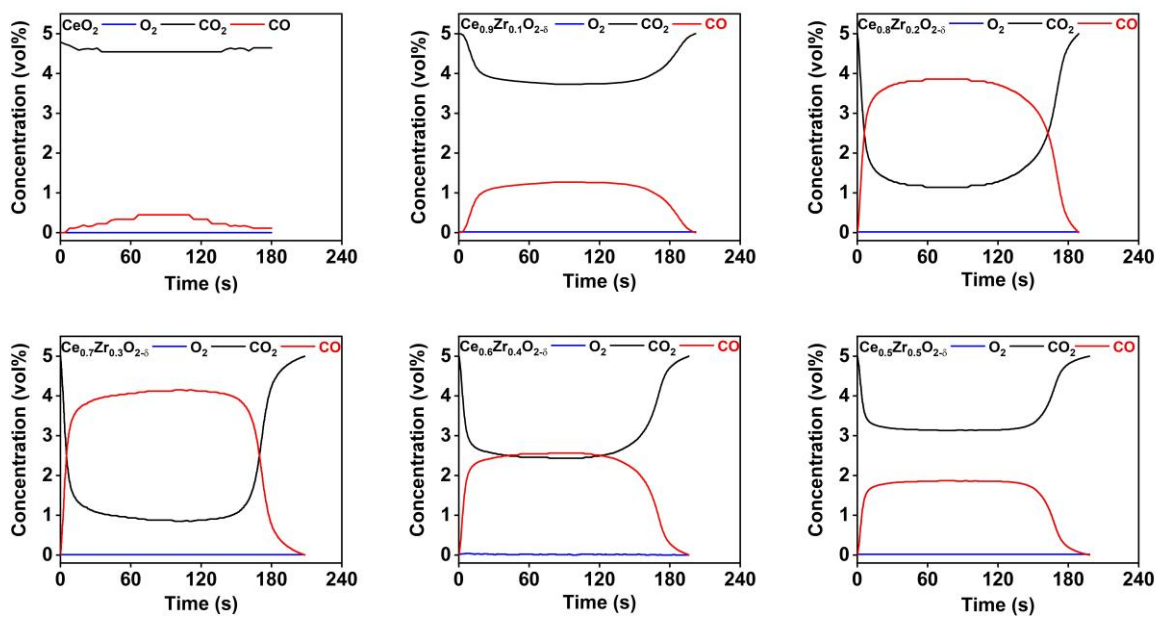 CeO₂ O₂ CO₂ CO
Concentration (vol%)
5
4
3
2
1
0
0 60 120 180 240
Time (s)
Ce₀.₉Zr₀.₁O₂₋δ O₂ CO₂ CO
Concentration (vol%)
5
4
3
2
1
0
0 60 120 180 240
Time (s)
Ce₀.₈Zr₀.₂O₂₋δ O₂ CO₂ CO
Concentration (vol%)
5
4
3
2
1
0
0 60 120 180 240
Time (s)
Ce₀.₇Zr₀.₃O₂₋δ O₂ CO₂ CO
Concentration (vol%)
5
4
3
2
1
0
0 60 120 180 240
Time (s)
Ce₀.₆Zr₀.₄O₂₋δ O₂ CO₂ CO
Concentration (vol%)
5
4
3
2
1
0
0 60 120 180 240
Time (s)
Ce₀.₅Zr₀.₅O₂₋δ O₂ CO₂ CO
Concentration (vol%)
5
4
3
2
1
0
0 60 120 180 240
Time (s)